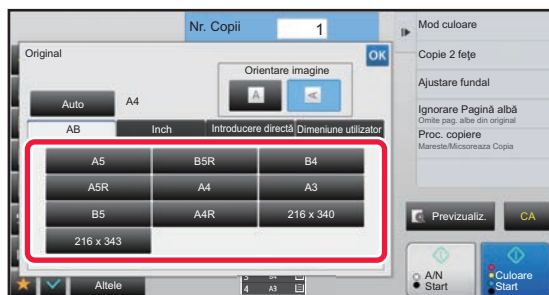 Nr. Copii 1
Original
OK
Orientare imagine
A A
Auto A4
AB Inch Introducere directă Dimeniune utilizator
A5 B5R B4
A5R A4 A3
B5 A4R 216 x 340
216 x 343
Altele
4 A3
Mod culoare
Copie 2 fețe
Ajustare fundal
Ignorare Pagină albă
Omite pag. albe din original
Proc. copiere
Mareste/Micsoreaza Copia
Previzualiz. CA
A/N
Start
Culoare
Start